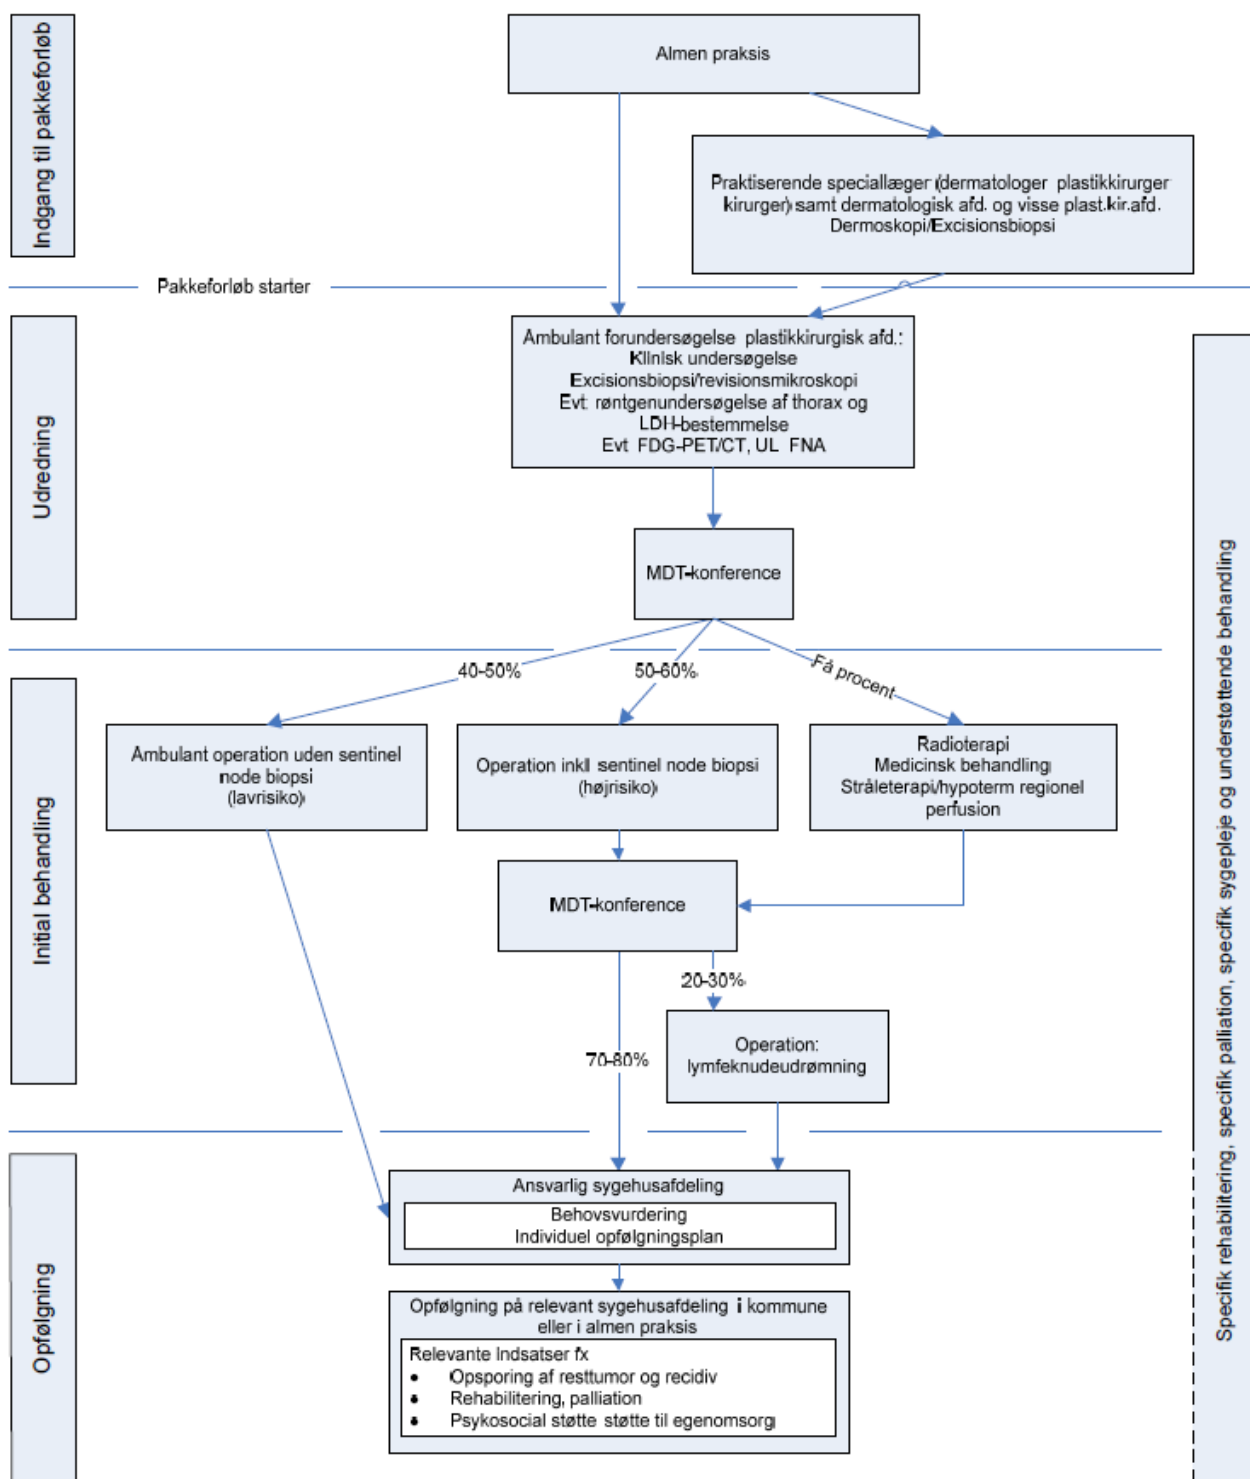 Indgang til pakkeforløb
Almen praksis
Praktiserende speciallæger (dermatologer plastikkirurger
kirurger) samt dermatologisk afd. og visse plast.kir.afd.
Dermoskopi/Excisionsbiopsi
Pakkeforløb starter
Udredning
Ambulant forundersøgelse plastikkirurgisk afd.:
Klinisk undersøgelse
Excisionsbiopsi/revisionsmikroskopi
Evt. røntgenundersøgelse af thorax og
LDH-bestemmelse
Evt FDG-PET/CT, UL FNA
MDT-konference
Initial behandling
40-50%
50-60%
Få procent
Ambulant operation uden sentinel
node biopsi
(lavrisiko)
Operation inkl sentinel node biopsi
(højrisiko)
Radioterapi
Medicinsk behandling
Stråleterapi/hypoterm regionel
perfusion
MDT-konference
20-30%
70-80%
Operation:
lymfeknudeudrømning
Opfølgning
Ansvarlig sygehusafdeling
Behovsvurdering
Individuel opfølgningsplan
Opfølgning på relevant sygehusafdeling i kommune
eller i almen praksis
Relevante Indsatser fx
• Opsporing af resttumor og recidiv
• Rehabilitering, palliation
• Psykosocial støtte støtte til egenomsorg
Specifik rehabilitering, specifik palliation, specifik sygepleje og understøttende behandling